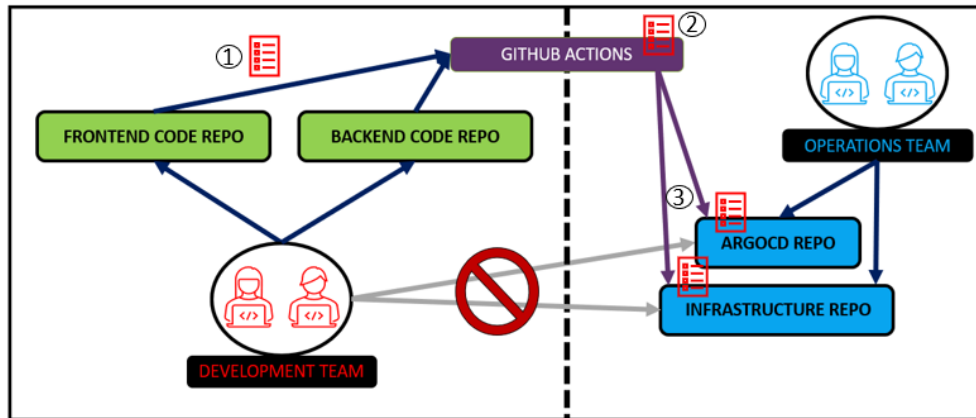 ①
②
GITHUB ACTIONS
FRONTEND CODE REPO
BACKEND CODE REPO
OPERATIONS TEAM
③
ARGOCD REPO
INFRASTRUCTURE REPO
DEVELOPMENT TEAM